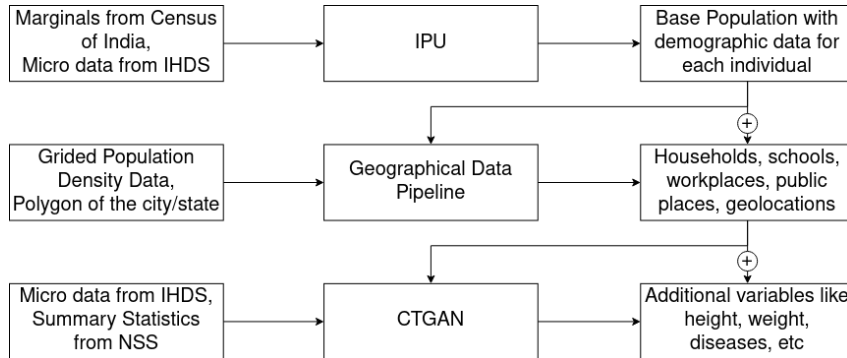 Marginals from Census
of India,
Micro data from IHDS
IPU
Base Population with
demographic data for
each individual
Grided Population
Density Data,
Polygon of the city/state
Geographical Data
Pipeline
Households, schools,
workplaces, public
places, geolocations
Micro data from IHDS,
Summary Statistics
from NSS
CTGAN
Additional variables like
height, weight,
diseases, etc